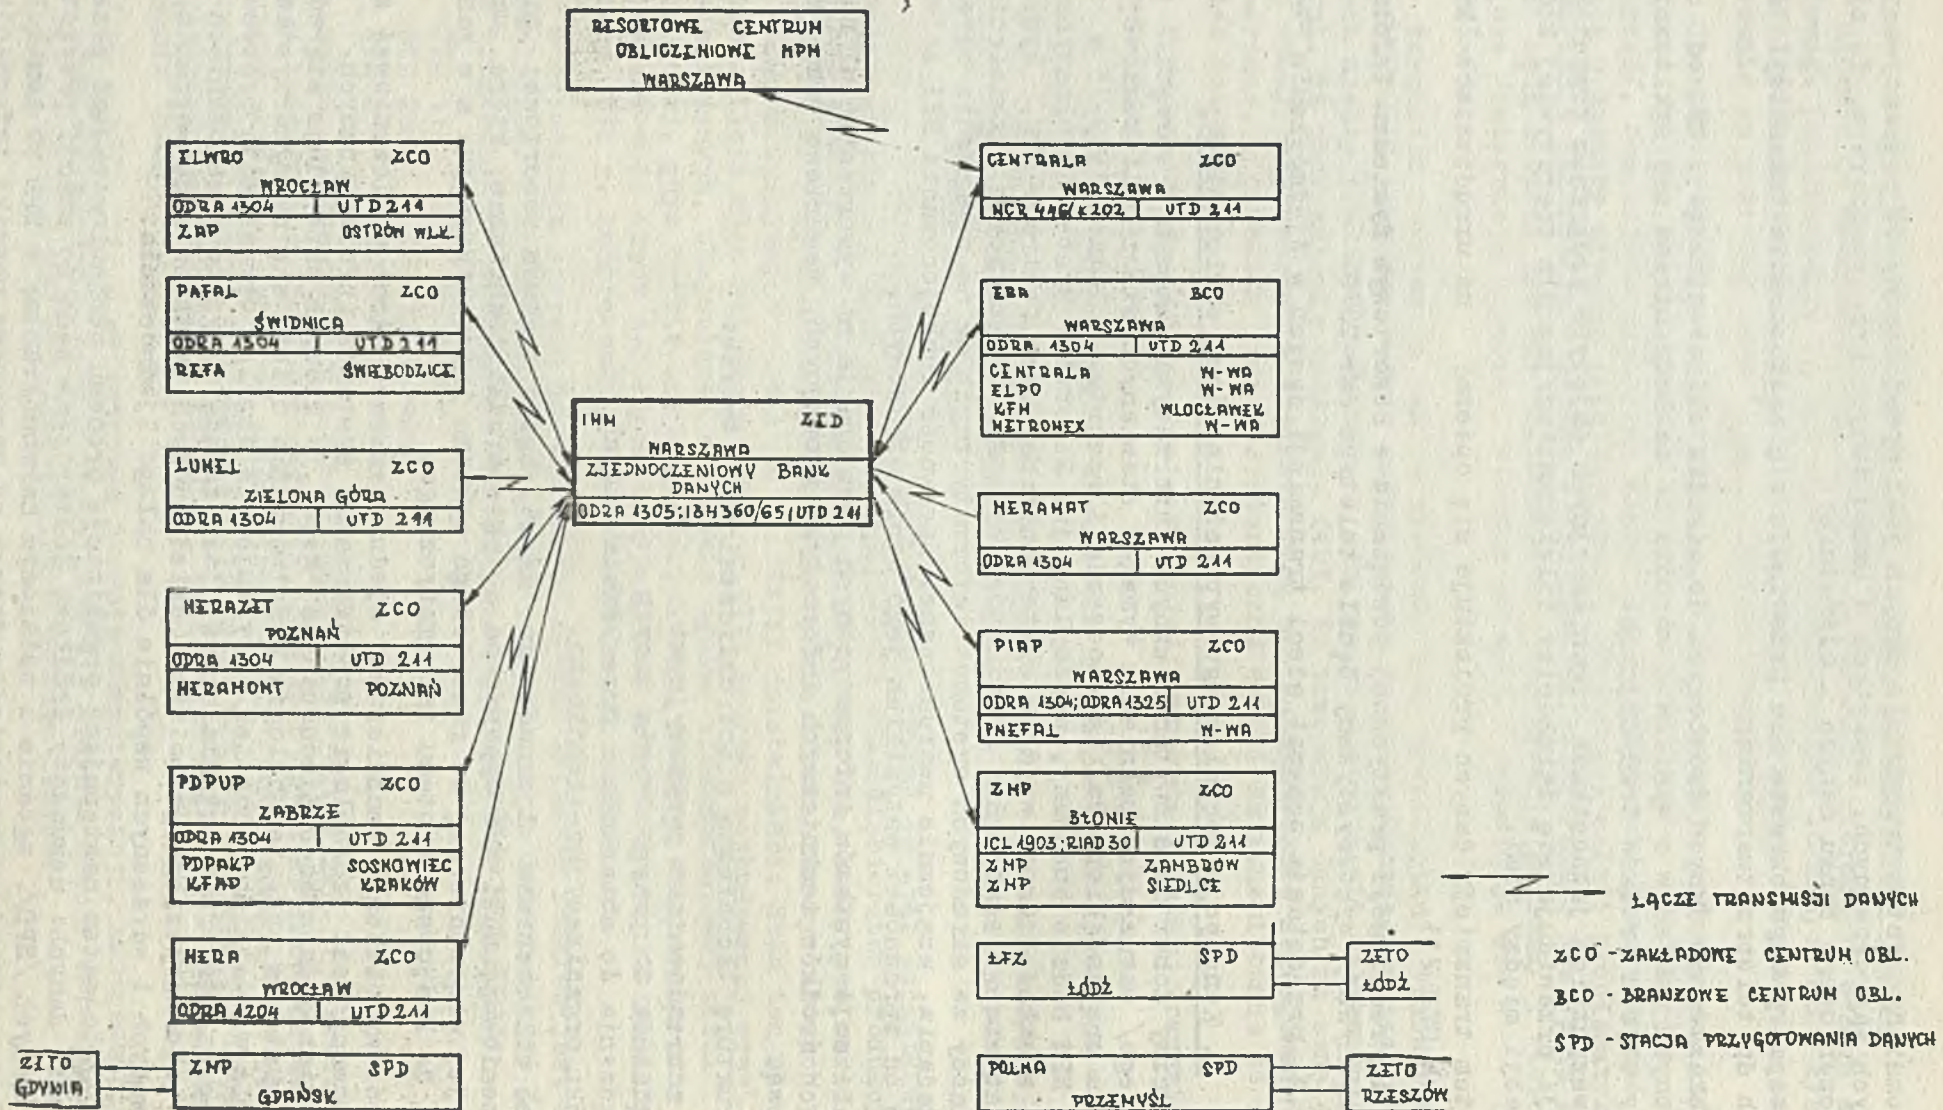 RESORTOWE CENTRUM
OBLICZENIOWE MPM
WARSZAWA
ELWRO ZCO
WROCŁAW
ODRA 1304 UTD 211
ZAP OSTRÓW WLK.
PAFAL ZCO
ŚWIDNICA
ODRA 1304 UTD 211
REFA ŚWIEBODZICE
LUMEL ZCO
ZIELONA GÓRA
ODRA 1304 UTD 211
MERAZET ZCO
POZNAŃ
ODRA 1304 UTD 211
MERAMONT POZNAŃ
PDPUP ZCO
ZABRZE
ODRA 1304 UTD 211
PDPAKP SOSNOWIEC
KFAP KRAKÓW
MERA ZCO
WROCŁAW
ODRA 1204 UTD 211
ZETO
GDYNIA
ZMP SPD
GDAŃSK
IMM ZED
WARSZAWA
ZJEDNOCZENIOWY BANK
DANYCH
ODRA 1305; IBM 360/65 UTD 211
CENTRALA ZCO
WARSZAWA
NCR 446/K202 UTD 211
ERA BCO
WARSZAWA
ODRA 1304 UTD 211
CENTRALA W-WA
ELPO W-WA
KFM WŁOCŁAWEK
METRONEX W-WA
MERAMAT ZCO
WARSZAWA
ODRA 1304 UTD 211
PIAP ZCO
WARSZAWA
ODRA 1304; ODRA 1325 UTD 211
PNEFAL W-WA
ZMP ZCO
BŁONIE
ICL 1903; RIAD 30 UTD 211
ZMP ZAMBRÓW
ZMP SIEDLCE
ŁFZ SPD
ŁÓDŹ
ZETO
ŁÓDŹ
POLNA SPD
PRZEMYŚL
ZETO
RZESZÓW
ŁĄCZE TRANSMISJI DANYCH
ZCO - ZAKŁADOWE CENTRUM OBL.
BCO - BRANŻOWE CENTRUM OBL.
SPD - STACJA PRZYGOTOWANIA DANYCH